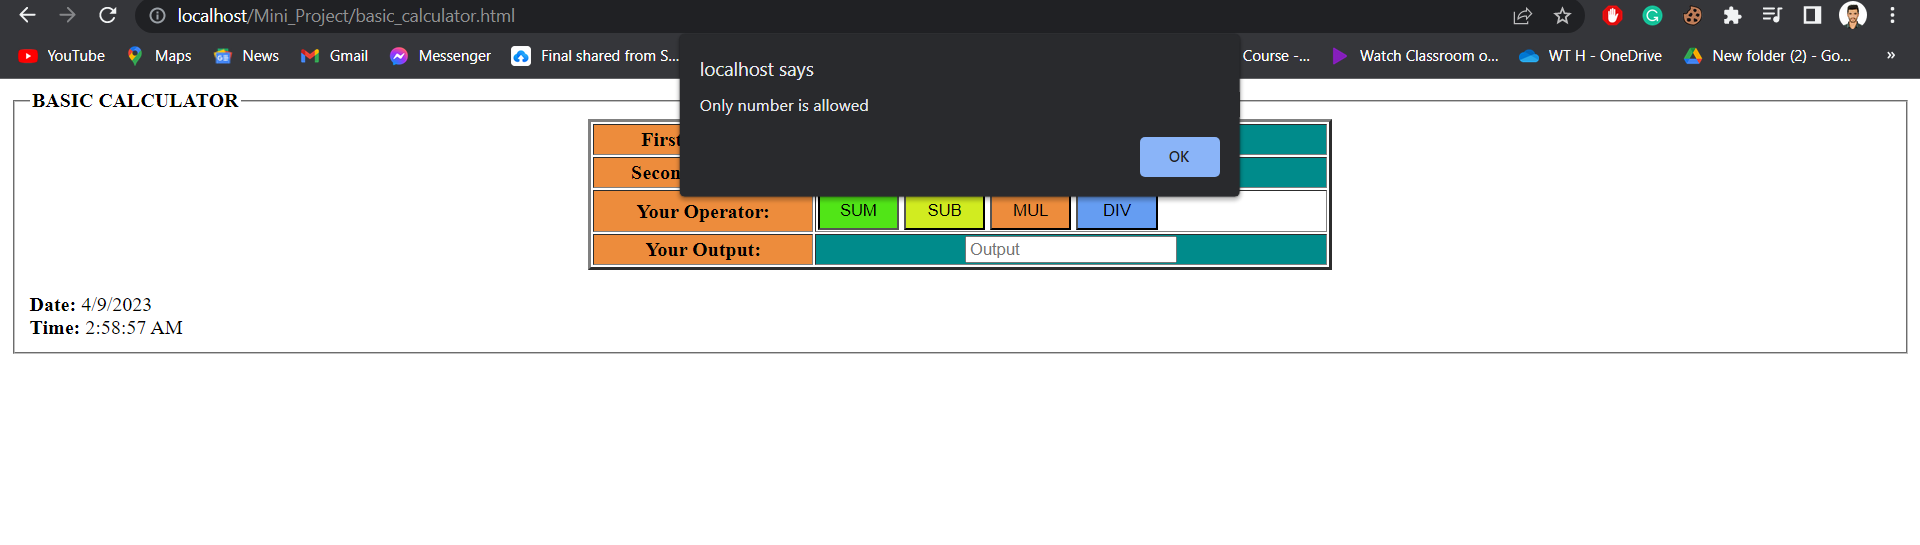 localhost/Mini_Project/basic_calculator.html
YouTube Maps News Gmail Messenger Final shared from S... Course -... Watch Classroom o... WT H - OneDrive New folder (2) - Go... »
localhost says
Only number is allowed
OK
BASIC CALCULATOR
First
Secon
Your Operator: SUM SUB MUL DIV
Your Output: Output
Date: 4/9/2023
Time: 2:58:57 AM